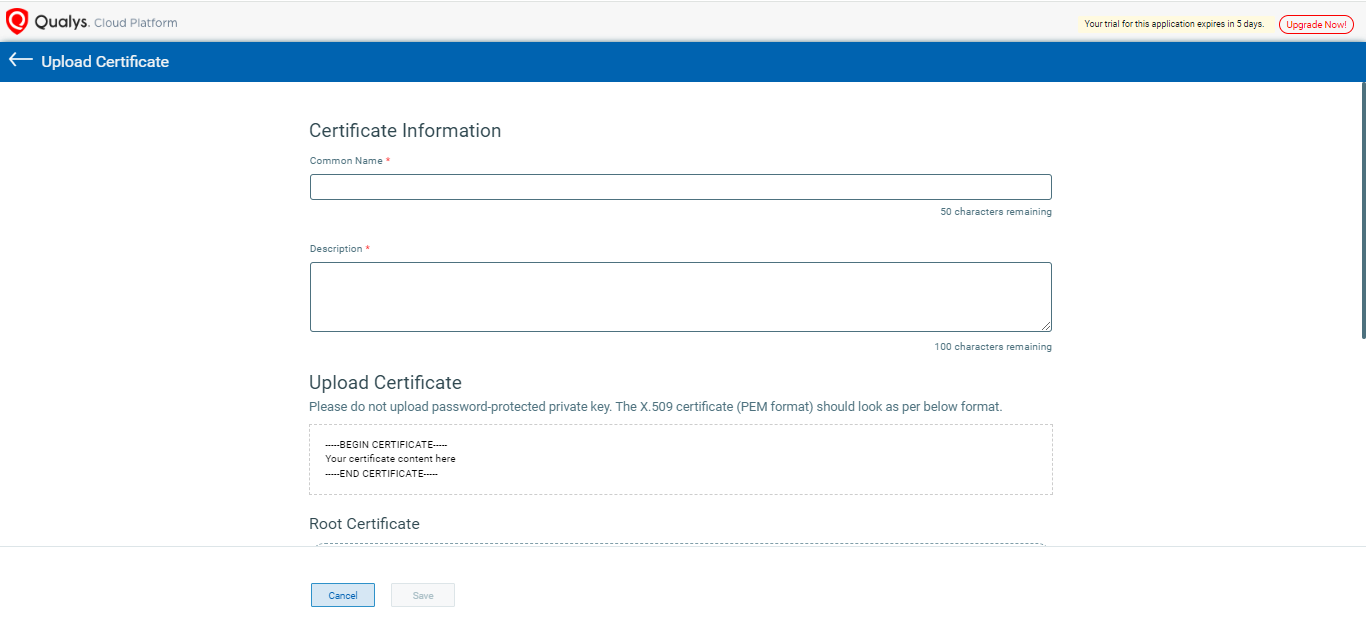 Qualys. Cloud Platform
Your trial for this application expires in 5 days.
Upgrade Now!
Upload Certificate
Certificate Information
Common Name *
50 characters remaining
Description *
100 characters remaining
Upload Certificate
Please do not upload password-protected private key. The X.509 certificate (PEM format) should look as per below format.
-----BEGIN CERTIFICATE-----
Your certificate content here
-----END CERTIFICATE-----
Root Certificate
Cancel
Save